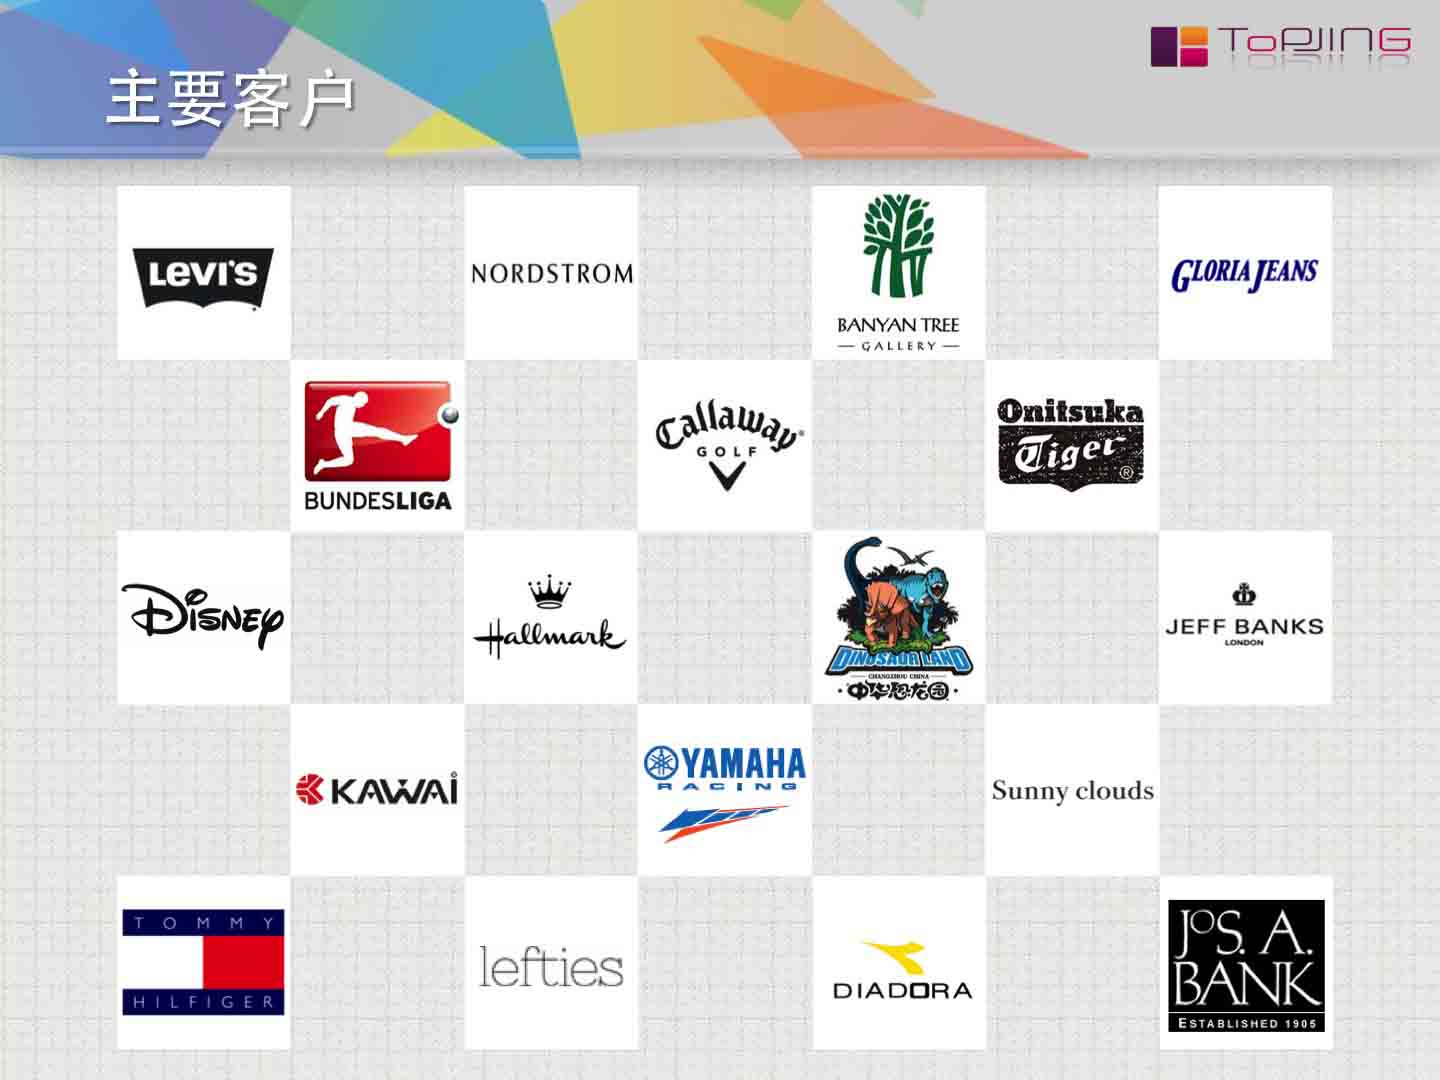 主要客户
TOPJING
LEVI'S
NORDSTROM
BANYAN TREE
GALLERY
GLORIA JEANS
BUNDESLIGA
Callaway
GOLF
Onitsuka
Tiger
DISNEY
Hallmark
DINOSAUR LAND
CHANGZHOU CHINA
中华恐龙园
JEFF BANKS
LONDON
KAWAI
YAMAHA
RACING
Sunny clouds
TOMMY
HILFIGER
lefties
DIADORA
JOS. A.
BANK
ESTABLISHED 1905